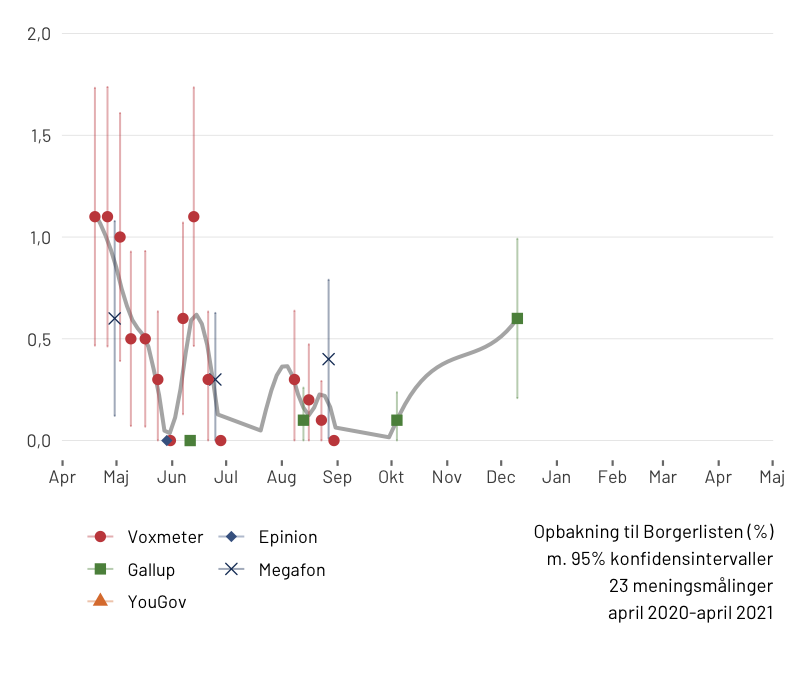 2,0
1,5
1,0
0,5
0,0
Apr Maj Jun Jul Aug Sep Okt Nov Dec Jan Feb Mar Apr Maj
Voxmeter Epinion
Gallup Megafon
YouGov
Opbakning til Borgerlisten (%)
m. 95% konfidensintervaller
23 meningsmålinger
april 2020-april 2021